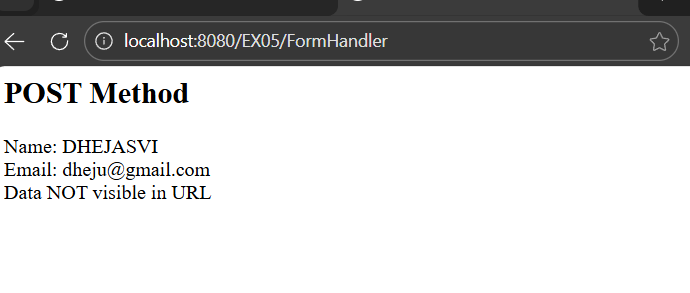 localhost:8080/EX05/FormHandler
POST Method
Name: DHEJASVI
Email: dheju@gmail.com
Data NOT visible in URL